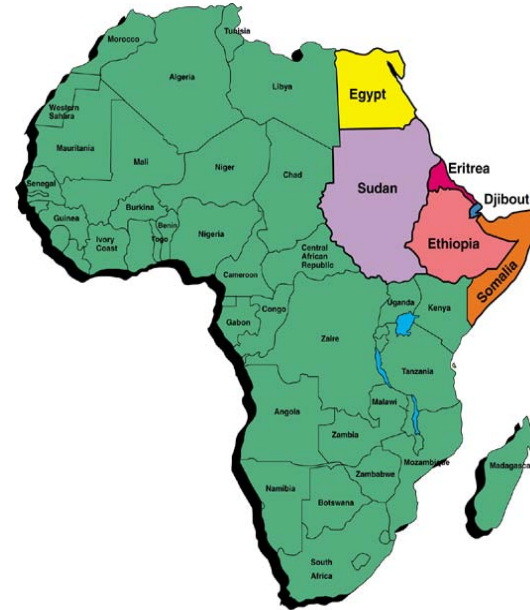 Morocco
Tunisia
Algeria
Libya
Egypt
Western
Sahara
Mauritania
Mali
Niger
Chad
Sudan
Eritrea
Djibout
Senegal
Guinea
Burkina
Ivory
Coast
Togo
Benin
Nigeria
Ethiopia
Somalia
Central
African
Republic
Cameroon
Uganda
Kenya
Gabon
Congo
Zaire
Tanzania
Angola
Malawi
Zambia
Mozambique
Madagasca
Zambabwe
Namibia
Botswana
South
Africa